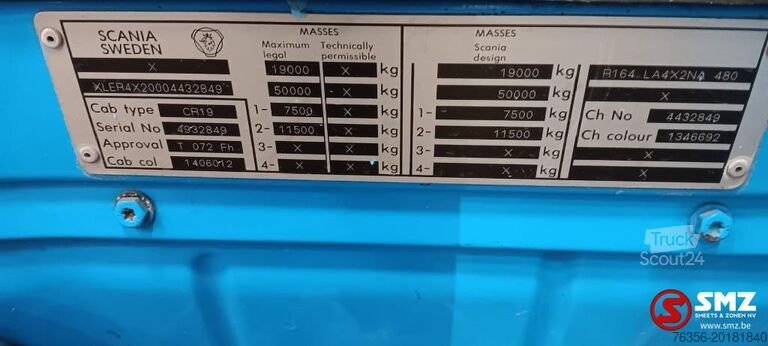 SCANIA
SWEDEN
MASSES
Maximum legal
Technically permissible
X
19000 X kg
XLER4X20004432849
50000 X kg
Cab type CR19
1- 7500 X kg
Serial No 4932849
2- 11500 X kg
Approval T 072 Fh
3- X X kg
Cab col 1406012
4- X X kg
MASSES
Scania design
19000 kg
50000 kg
1- 7500 kg
2- 11500 kg
3- X kg
4- X kg
R164 LA4X2NA 480
X
Ch No 4432849
Ch colour 1346692
X
X
Truck
Scout24
SMZ
SMEETS & ZONEN NV
www.smz.be
76356-20181840